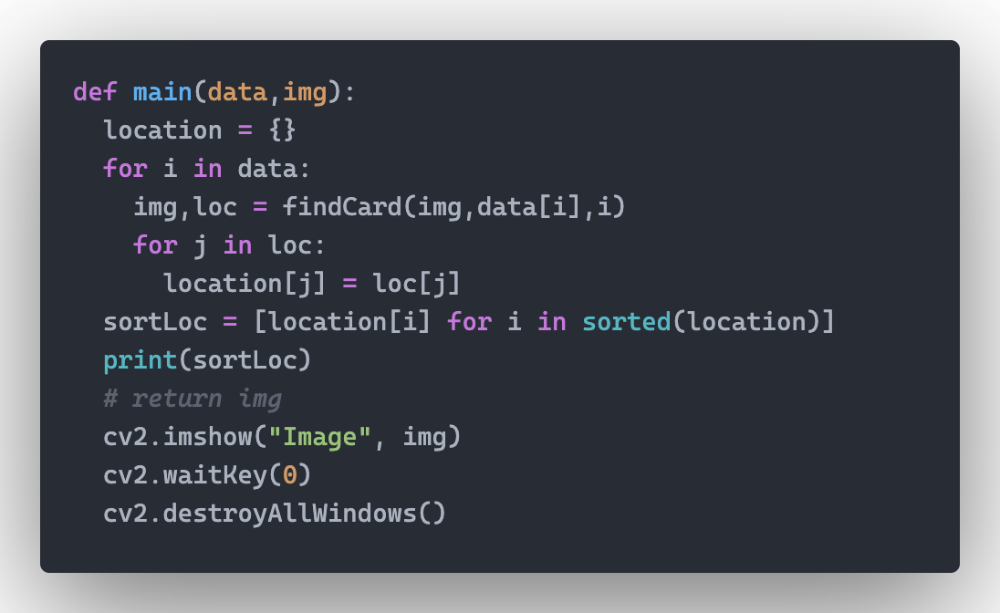 def main(data,img):
  location = {}
  for i in data:
    img,loc = findCard(img,data[i],i)
    for j in loc:
      location[j] = loc[j]
  sortLoc = [location[i] for i in sorted(location)]
  print(sortLoc)
  # return img
  cv2.imshow("Image", img)
  cv2.waitKey(0)
  cv2.destroyAllWindows()